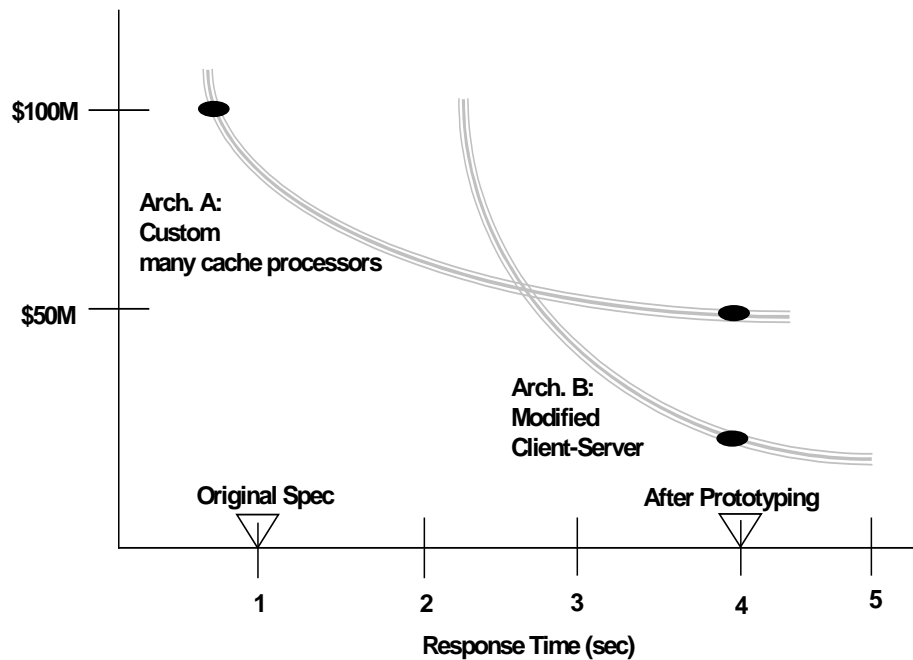 $100M
Arch. A:
Custom
many cache processors
$50M
Arch. B:
Modified
Client-Server
Original Spec
After Prototyping
1
2
3
4
5
Response Time (sec)